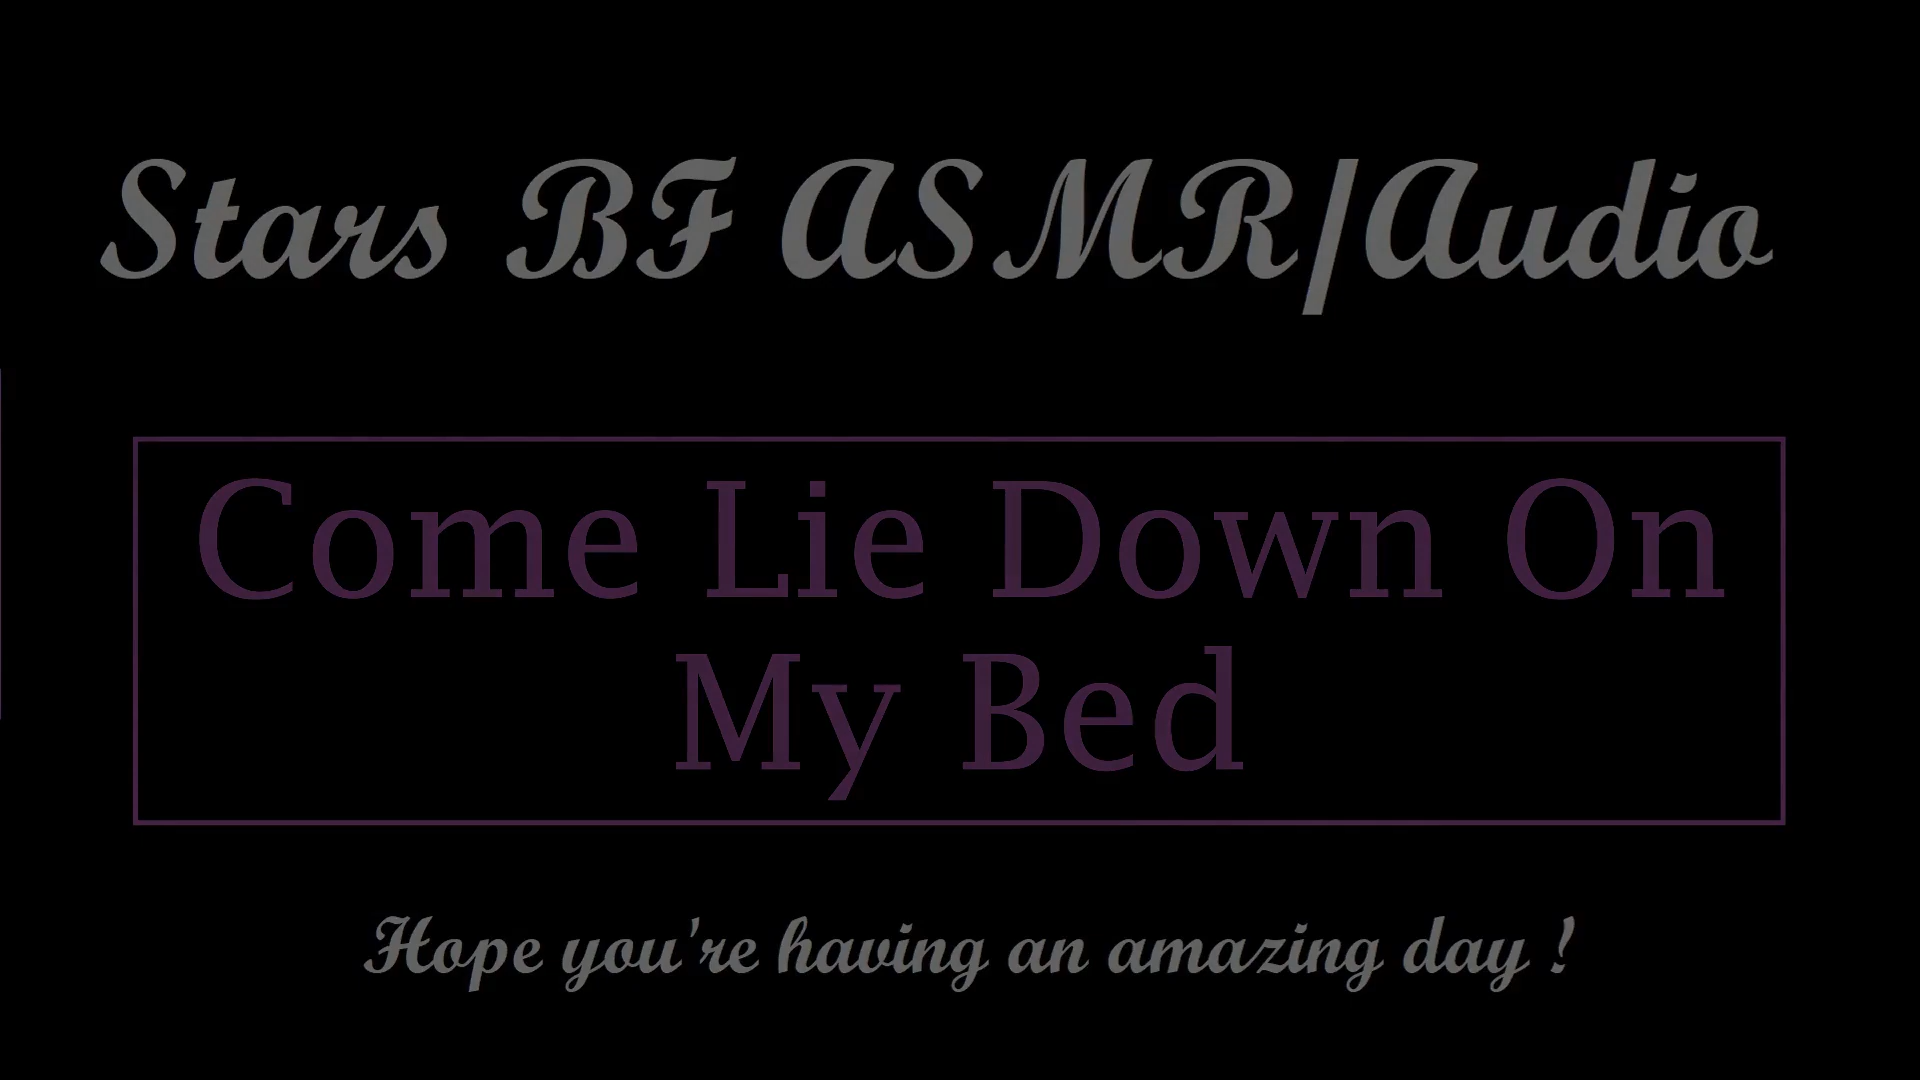 Stars BF ASMR/Audio
Come Lie Down On
My Bed
Hope you're having an amazing day !